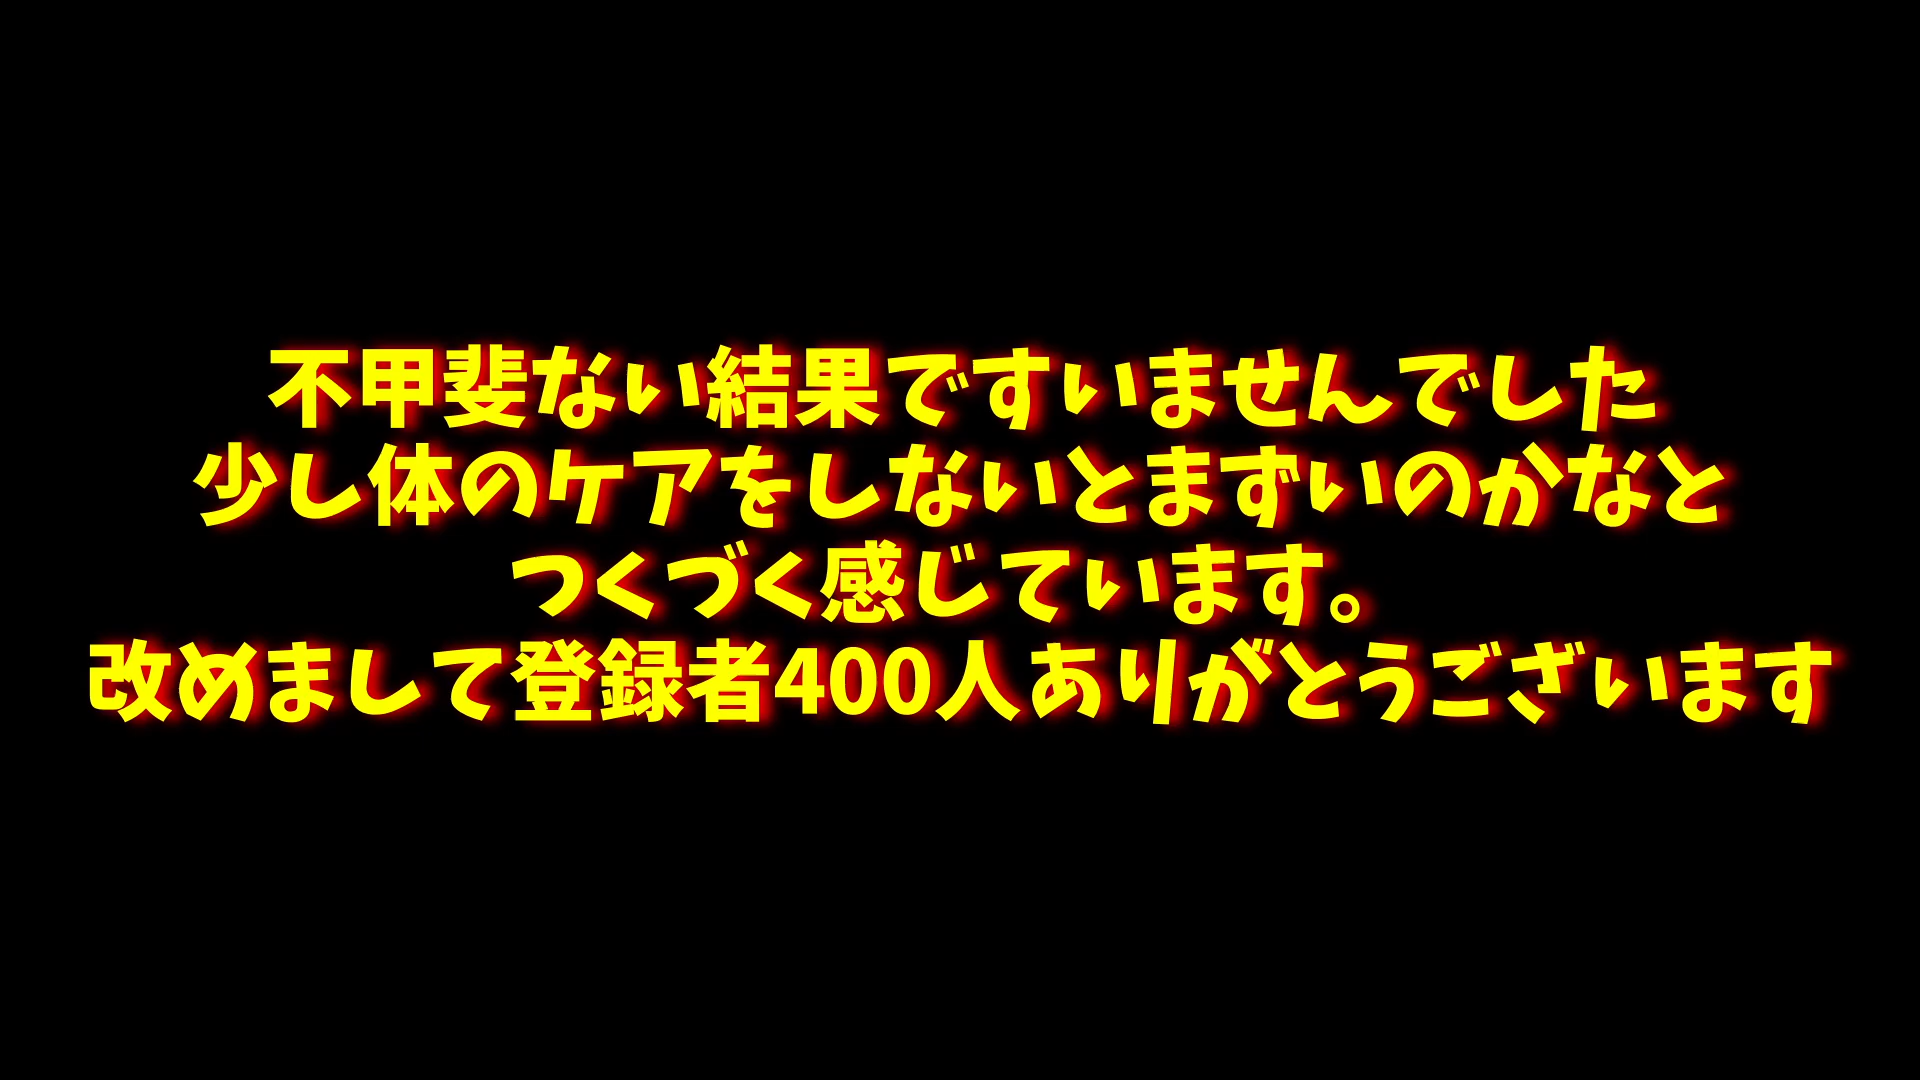 不甲斐ない結果ですいませんでした
少し体のケアをしないとまずいのかなと
つくづく感じています。
改めまして登録者400人ありがとうございます